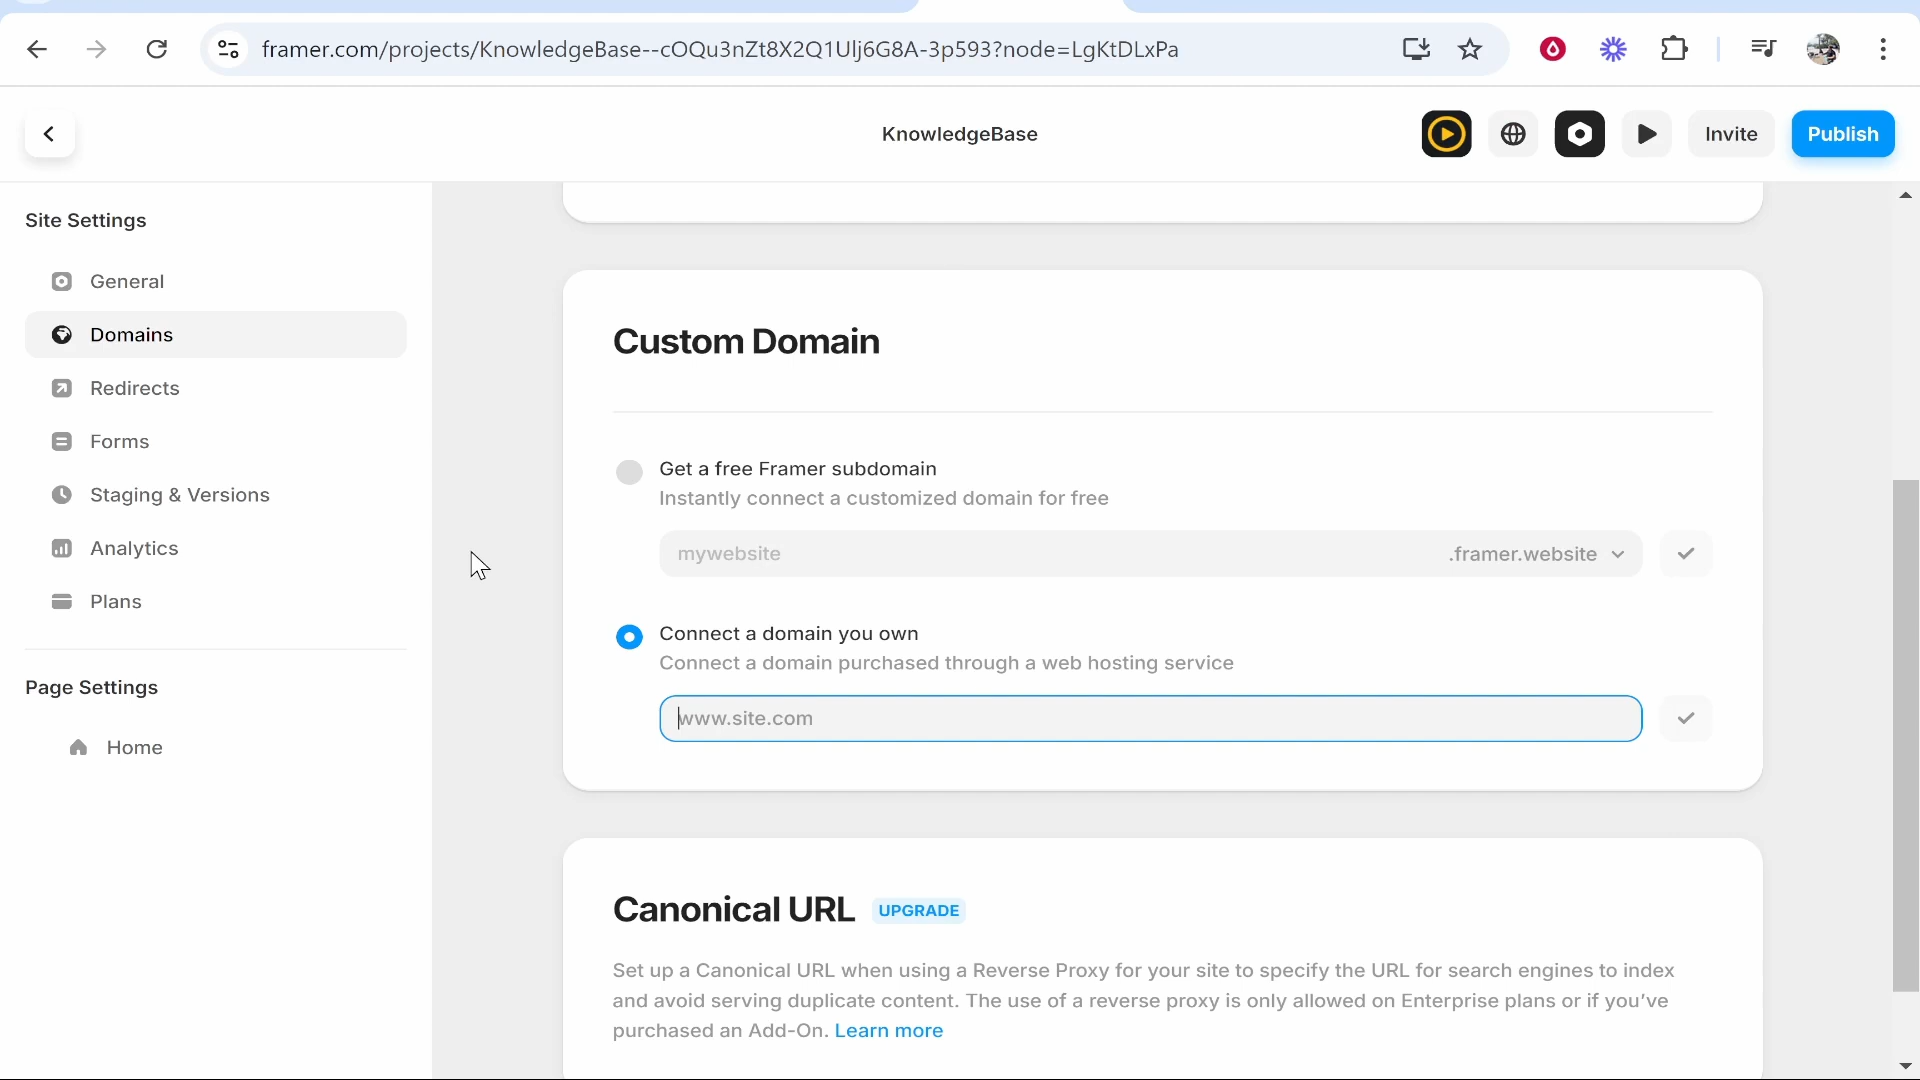 framer.com/projects/KnowledgeBase--cOQu3nZt8X2Q1Ulj6G8A-3p593?node=LgKtDLxPa
KnowledgeBase
Invite
Publish
Site Settings
General
Domains
Redirects
Forms
Staging & Versions
Analytics
Plans
Page Settings
Home
Custom Domain
Get a free Framer subdomain
Instantly connect a customized domain for free
mywebsite
.framer.website
Connect a domain you own
Connect a domain purchased through a web hosting service
www.site.com
Canonical URL
UPGRADE
Set up a Canonical URL when using a Reverse Proxy for your site to specify the URL for search engines to index
and avoid serving duplicate content. The use of a reverse proxy is only allowed on Enterprise plans or if you’ve
purchased an Add-On. Learn more